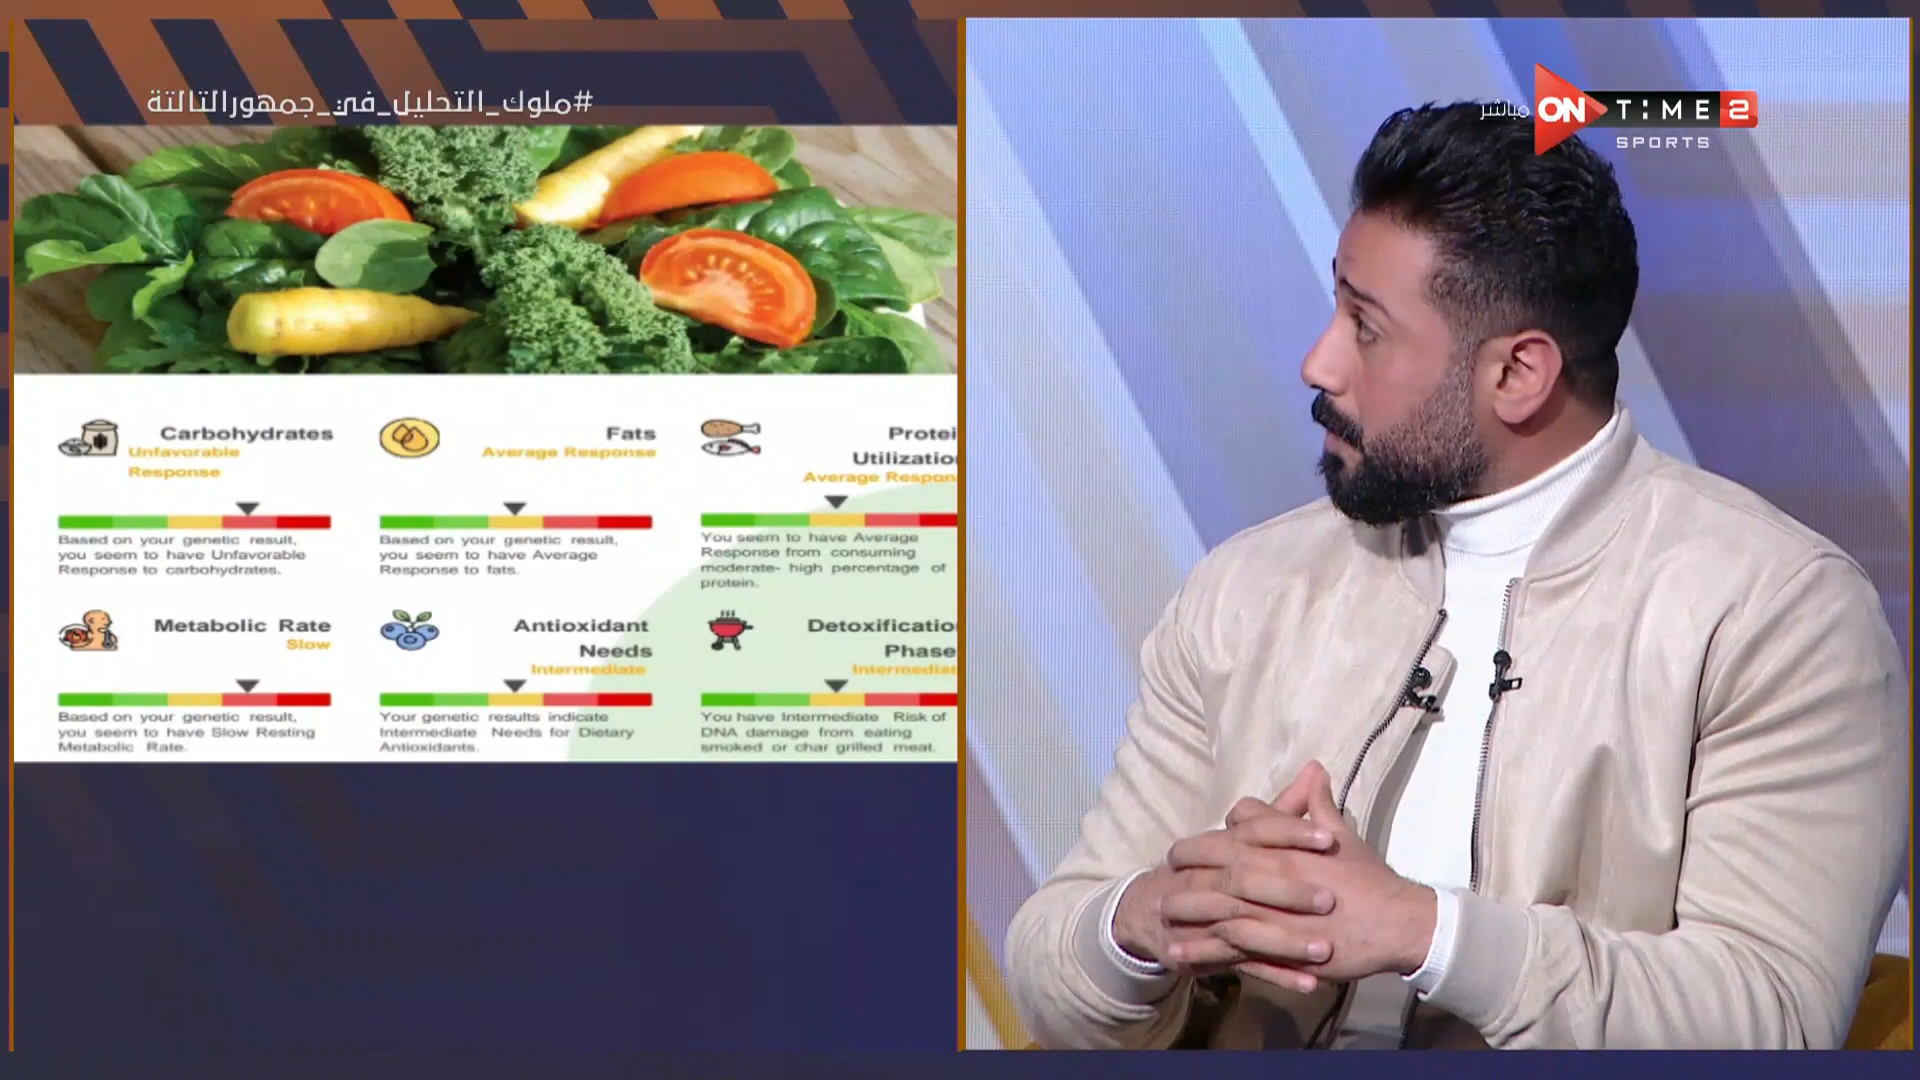 #ملوك_التحليل_في_جمهورالتالتة
مباشر
ON TIME 2
SPORTS
Carbohydrates
Unfavorable
Response
Based on your genetic result,
you seem to have Unfavorable
Response to carbohydrates.
Fats
Average Response
Based on your genetic result,
you seem to have Average
Response to fats.
Protei
Utilizatio
Average Respon
You seem to have Average
Response from consuming
moderate- high percentage of
protein.
Metabolic Rate
Slow
Based on your genetic result,
you seem to have Slow Resting
Metabolic Rate.
Antioxidant
Needs
Intermediate
Your genetic results indicate
Intermediate Needs for Dietary
Antioxidants.
Detoxificatio
Phase
Intermediat
You have Intermediate Risk of
DNA damage from eating
smoked or char grilled meat.